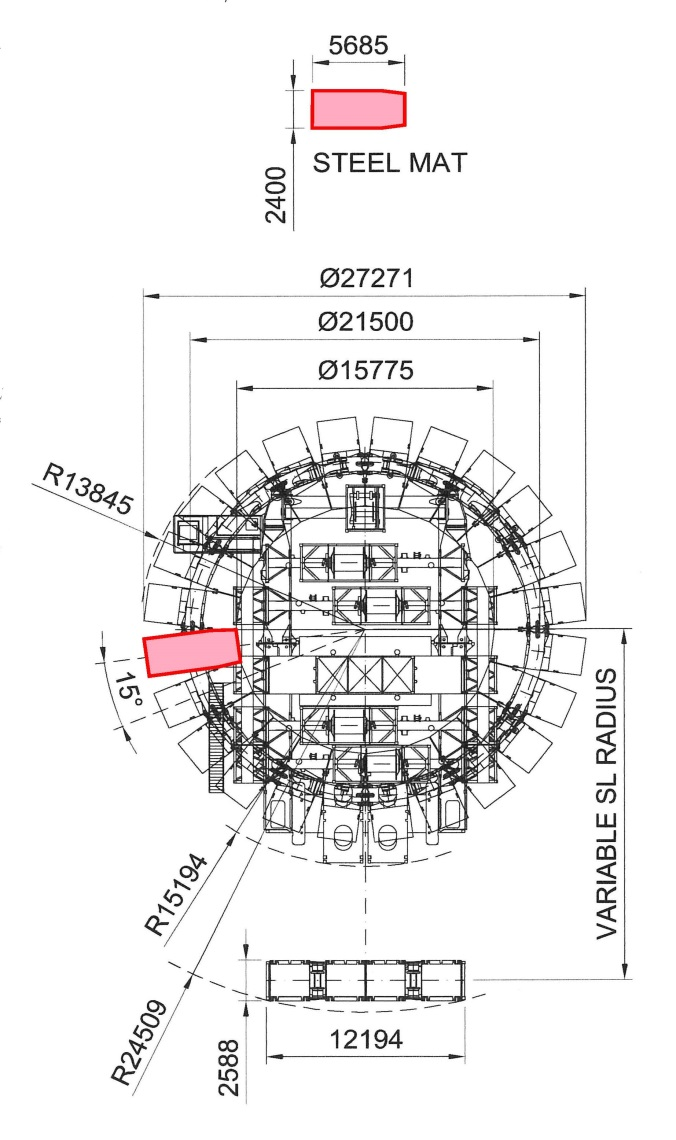 5685
2400
STEEL MAT
Ø27271
Ø21500
Ø15775
R13845
15°
VARIABLE SL RADIUS
R15194
R24509
2588
12194